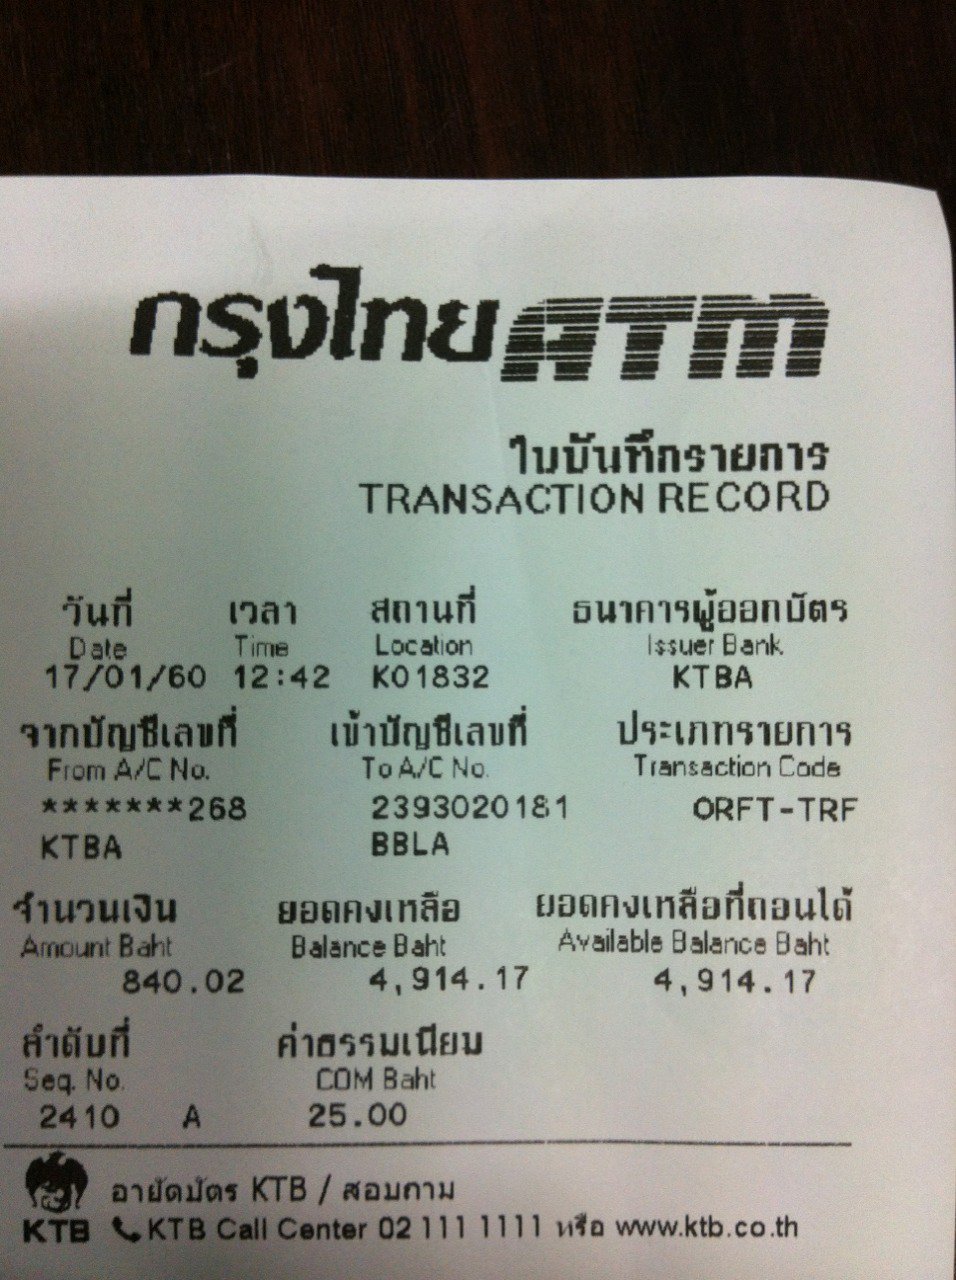 กรุงไทย ATM
ใบบันทึกรายการ
TRANSACTION RECORD
วันที่ เวลา สถานที่ ธนาคารผู้ออกบัตร
Date Time Location Issuer Bank
17/01/60 12:42 K01832 KTBA
จากบัญชีเลขที่ เข้าบัญชีเลขที่ ประเภทรายการ
From A/C No. To A/C No. Transaction Code
*******268 2393020181 ORFT-TRF
KTBA BBLA
จำนวนเงิน ยอดคงเหลือ ยอดคงเหลือที่ถอนได้
Amount Baht Balance Baht Available Balance Baht
840.02 4,914.17 4,914.17
ลำดับที่ ค่าธรรมเนียม
Seq. No. COM Baht
2410 A 25.00
อายัดบัตร KTB / สอบถาม
KTB KTB Call Center 02 111 1111 หรือ www.ktb.co.th